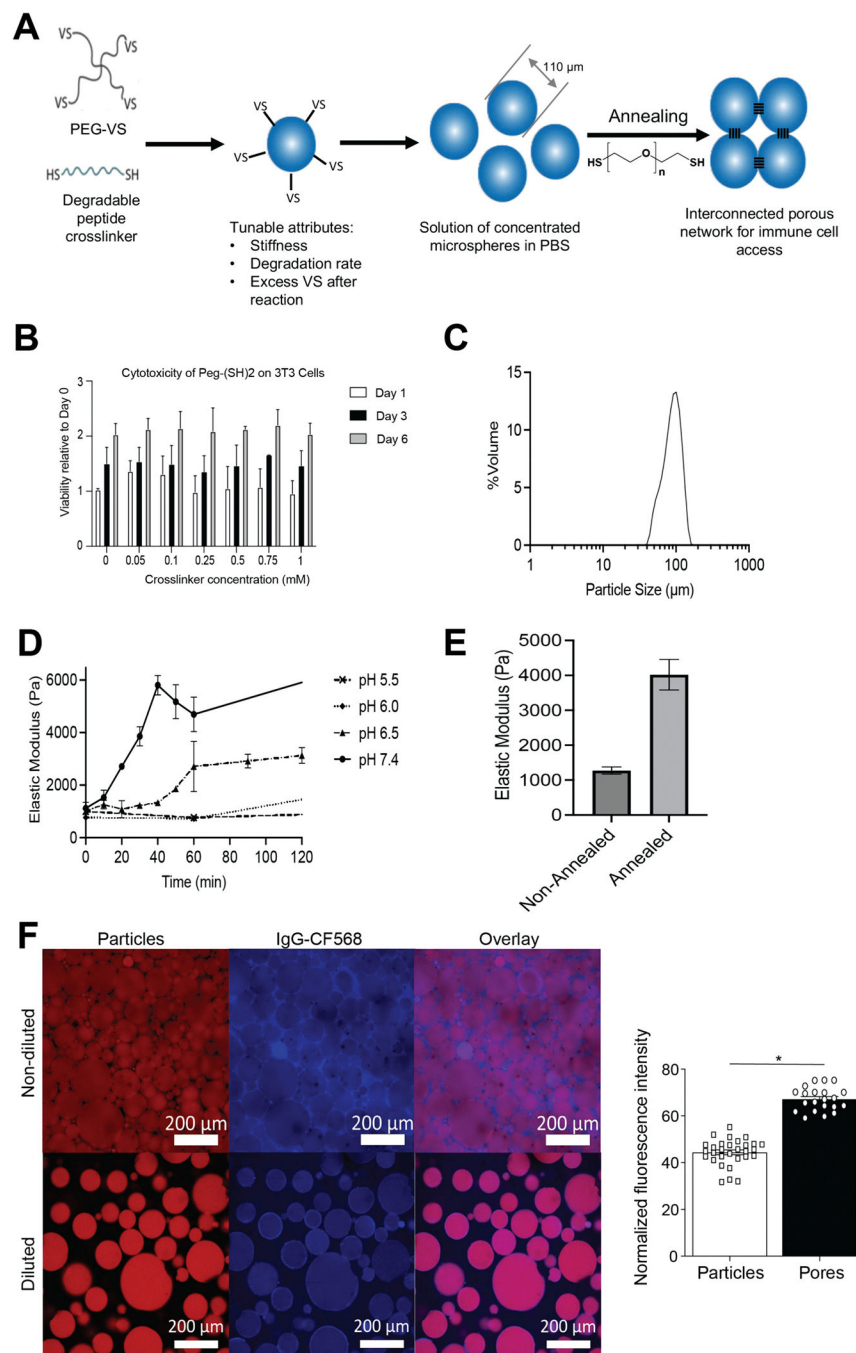 A
VS
VS
VS
VS
PEG-VS
HS
SH
Degradable
peptide
crosslinker
VS
VS
VS
VS
VS
Tunable attributes:
• Stiffness
• Degradation rate
• Excess VS after
reaction
110 µm
Solution of concentrated
microspheres in PBS
Annealing
HS
O
SH
n
Interconnected porous
network for immune cell
access
B
Cytotoxicity of Peg-(SH)2 on 3T3 Cells
Viability relative to Day 0
3
2
1
0
0 0.05 0.1 0.25 0.5 0.75 1
Crosslinker concentration (mM)
Day 1
Day 3
Day 6
C
%Volume
15
10
5
0
1 10 100 1000
Particle Size (µm)
D
Elastic Modulus (Pa)
6000
4000
2000
0
0 20 40 60 80 100 120
Time (min)
pH 5.5
pH 6.0
pH 6.5
pH 7.4
E
Elastic Modulus (Pa)
5000
4000
3000
2000
1000
0
Non-Annealed
Annealed
F
Particles IgG-CF568 Overlay
Non-diluted
200 µm 200 µm 200 µm
Diluted
200 µm 200 µm 200 µm
Normalized fluorescence intensity
80
60
40
20
0
*
Particles Pores